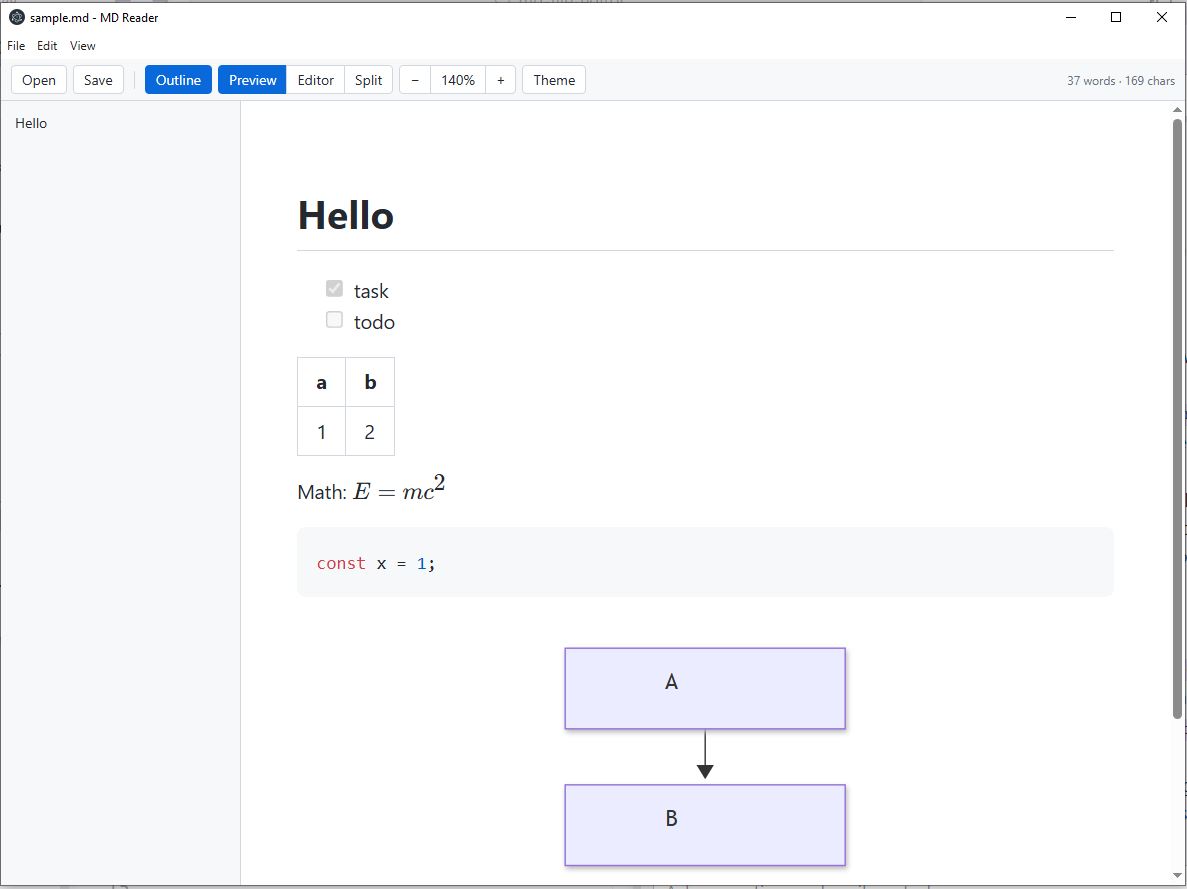 sample.md - MD Reader
File Edit View
Open Save Outline Preview Editor Split − 140% + Theme 37 words · 169 chars
Hello
Hello
task
todo
a b
1 2
Math: E = mc²
const x = 1;
A
B